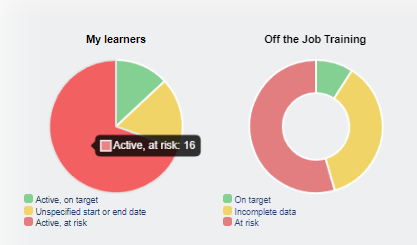 My learners
Active, at risk: 16
Active, on target
Unspecified start or end date
Active, at risk
Off the Job Training
On target
Incomplete data
At risk